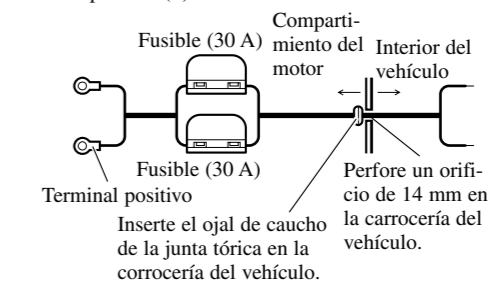 Comparti-
miento del
motor
Fusible (30 A)
Interior del
vehículo
Fusible (30 A)
Terminal positivo
Perfore un orifi-
cio de 14 mm en
la carrocería del
vehículo.
Inserte el ojal de caucho
de la junta tórica en la
corrocería del vehículo.